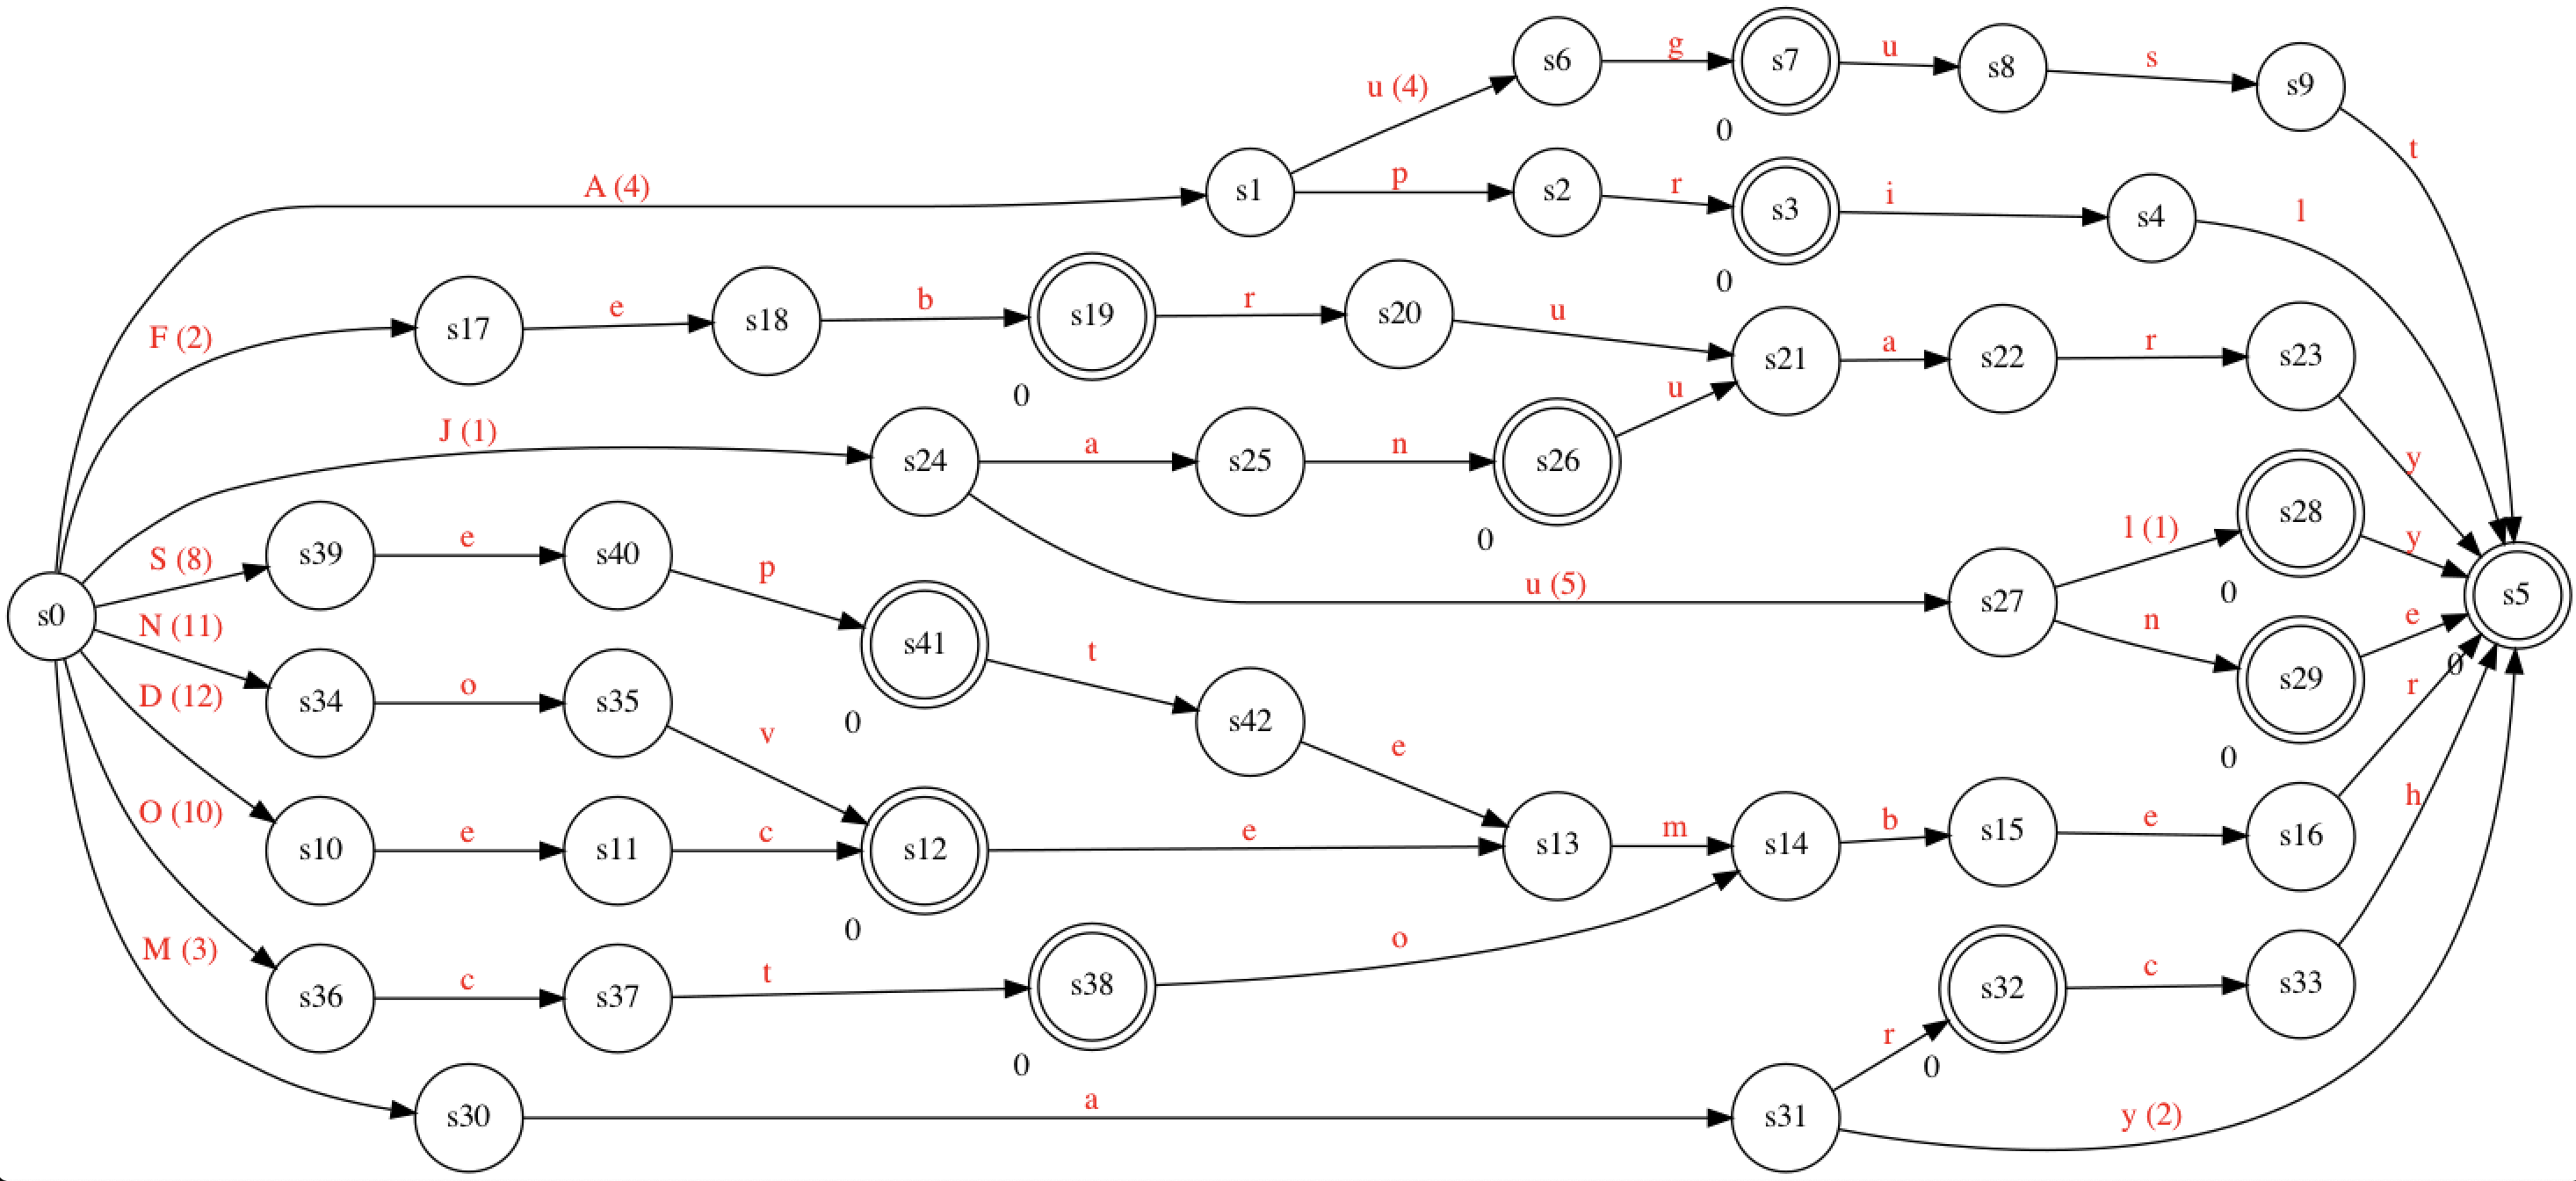 s6
g
s7
u
s8
s
s9
u (4)
0
t
A (4)
s1
p
s2
r
s3
i
s4
l
0
F (2)
s17
e
s18
b
s19
r
s20
u
s21
a
s22
r
s23
0
u
y
J (1)
s24
a
s25
n
s26
0
l (1)
s28
y
0
s0
S (8)
s39
e
s40
p
s41
0
t
s42
e
u (5)
s27
n
s29
e
0
s5
0
N (11)
s34
o
s35
v
D (12)
s10
e
s11
c
s12
0
e
s13
m
s14
b
s15
e
s16
r
O (10)
s36
c
s37
t
s38
0
o
M (3)
s30
a
s31
r
s32
0
c
s33
h
y (2)